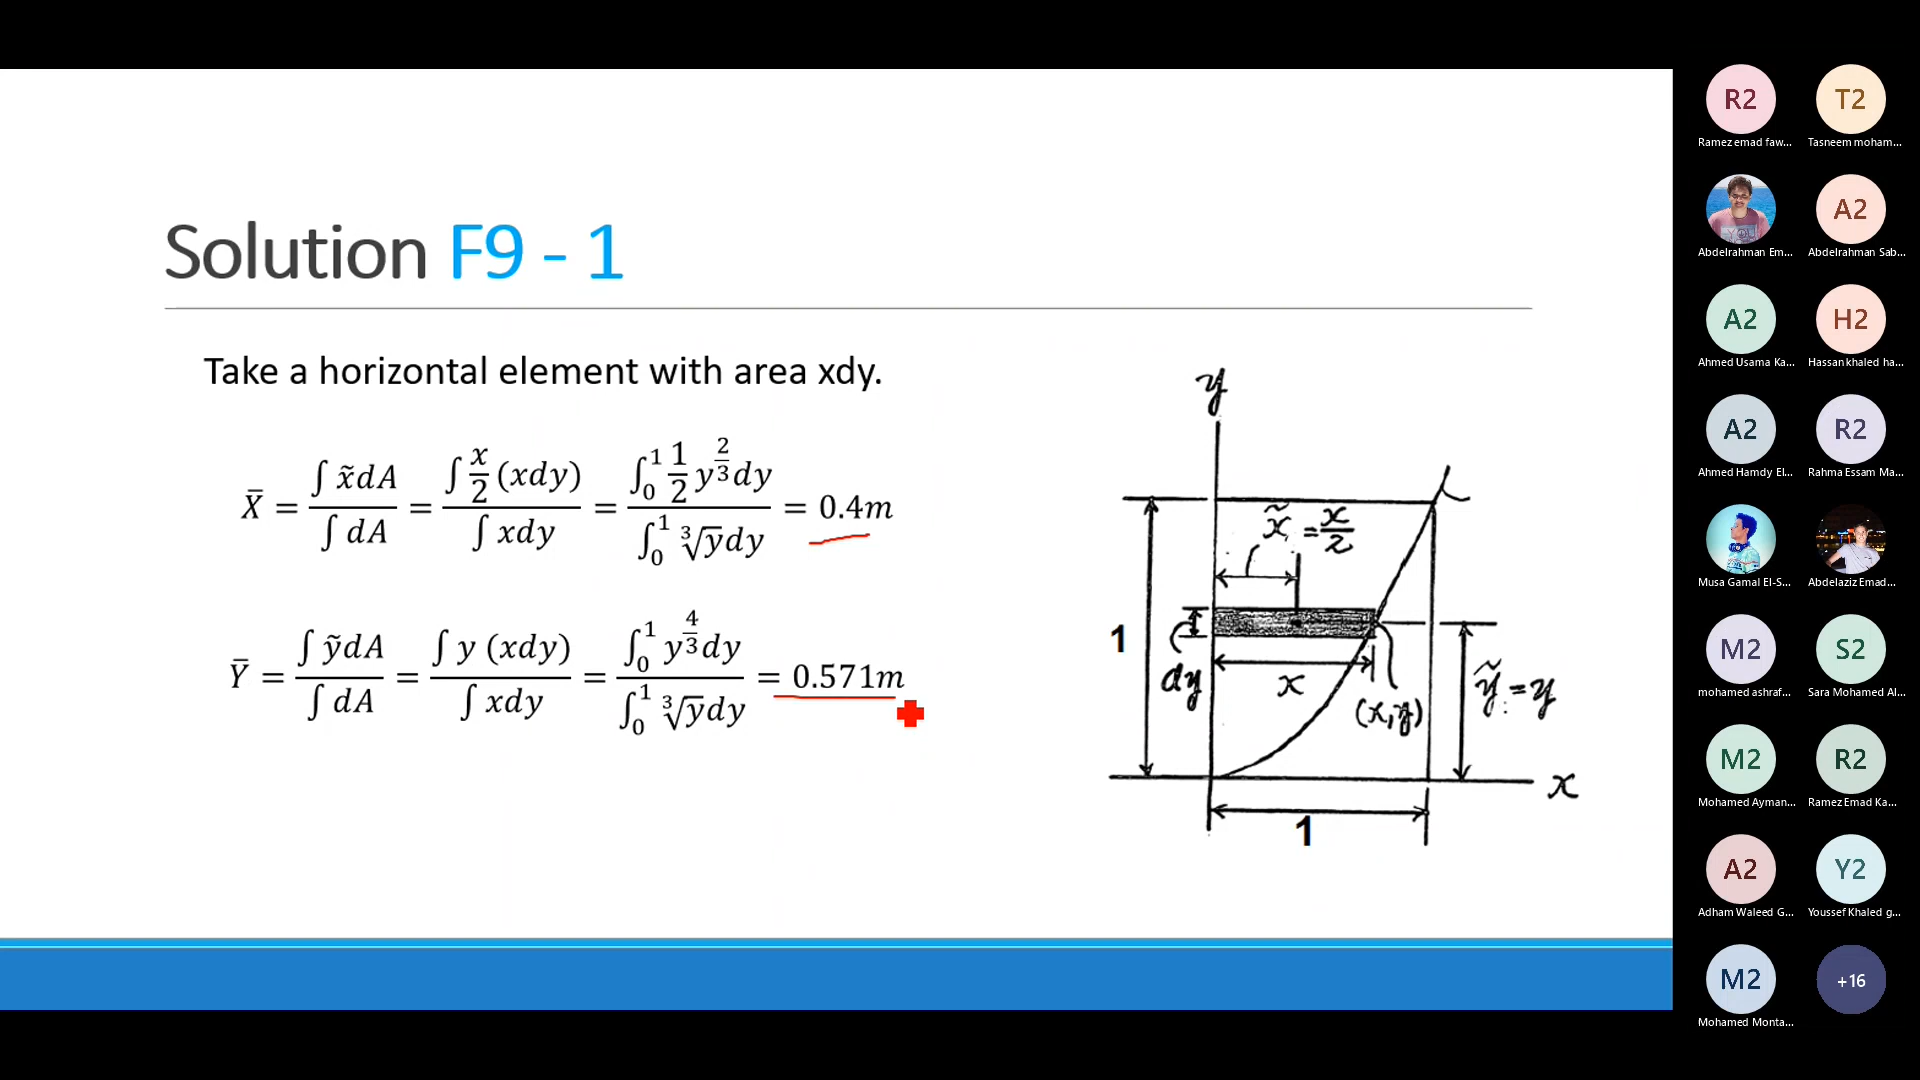 Solution F9 - 1
Take a horizontal element with area xdy.
X̄ = ∫ x̃dA / ∫ dA = ∫ x/2 (xdy) / ∫ xdy = ∫₀¹ 1/2 y^(2/3) dy / ∫₀¹ ∛y dy = 0.4m
Ȳ = ∫ ỹdA / ∫ dA = ∫ y (xdy) / ∫ xdy = ∫₀¹ y^(4/3) dy / ∫₀¹ ∛y dy = 0.571m
y
x̃ = x/2
1
dy
x
(x,y)
ỹ = y
x
1
R2
Ramez emad faw...
T2
Tasneem moham...
Abdelrahman Em...
A2
Abdelrahman Sab...
A2
Ahmed Usama Ka...
H2
Hassan khaled ha...
A2
Ahmed Hamdy El...
R2
Rahma Essam Ma...
Musa Gamal El-S...
Abdelaziz Emad...
M2
mohamed ashraf...
S2
Sara Mohamed Al...
M2
Mohamed Ayman...
R2
Ramez Emad Ka...
A2
Adham Waleed G...
Y2
Youssef Khaled g...
M2
Mohamed Monta...
+16